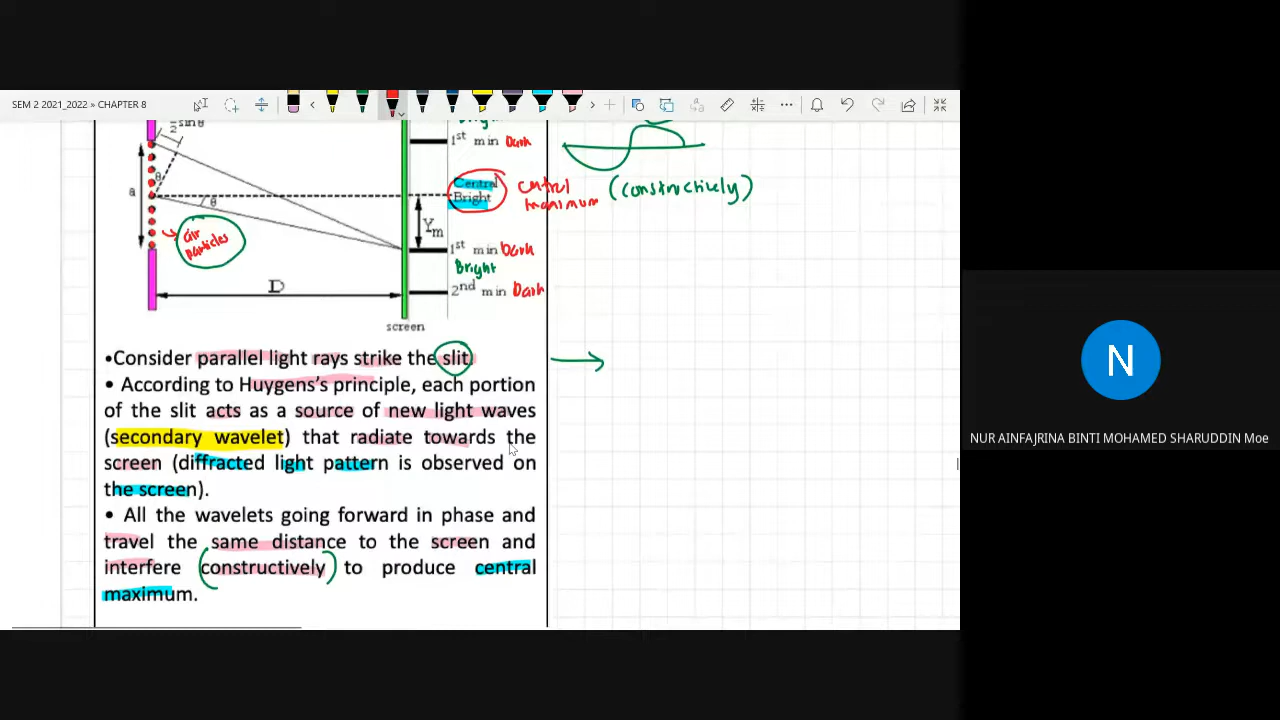 SEM 2 2021_2022 » CHAPTER 8
sinθ
2
1st min Dark
θ
a
Central
Bright
Central
maximum
(constructively)
θ
Ym
air
particles
1st min Dark
Bright
D
2nd min Dark
screen
•Consider parallel light rays strike the slit.
• According to Huygens's principle, each portion
of the slit acts as a source of new light waves
(secondary wavelet) that radiate towards the
screen (diffracted light pattern is observed on
the screen).
• All the wavelets going forward in phase and
travel the same distance to the screen and
interfere (constructively) to produce central
maximum.
N
NUR AINFAJRINA BINTI MOHAMED SHARUDDIN Moe